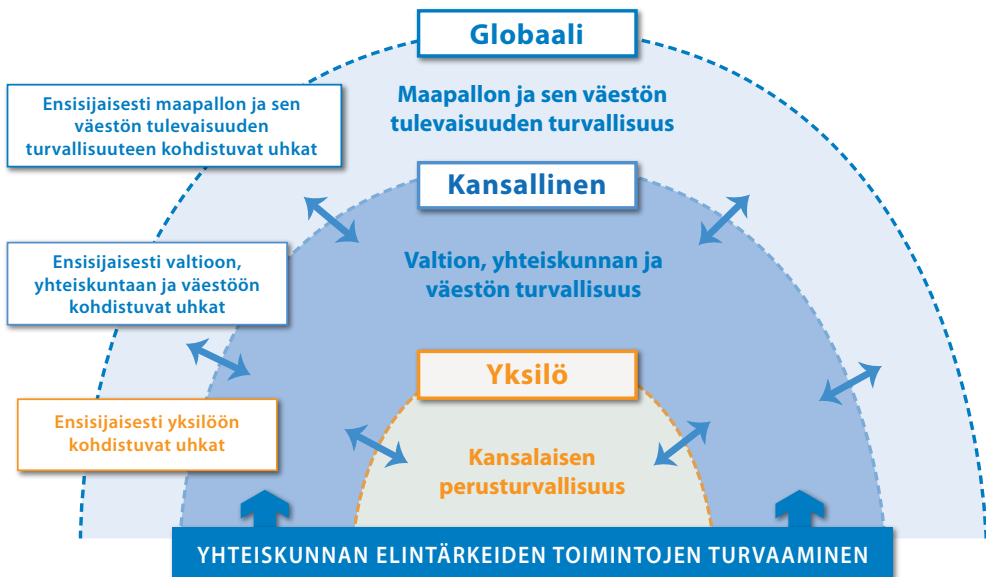 Globaali
Maapallon ja sen väestön
tulevaisuuden turvallisuus
Ensisijaisesti maapallon ja sen
väestön tulevaisuuden
turvallisuuteen kohdistuvat uhkat
Kansallinen
Valtion, yhteiskunnan ja
väestön turvallisuus
Ensisijaisesti valtioon,
yhteiskuntaan ja väestöön
kohdistuvat uhkat
Yksilö
Ensisijaisesti yksilöön
kohdistuvat uhkat
Kansalaisen
perusturvallisuus
YHTEISKUNNAN ELINTÄRKEIDEN TOIMINTOJEN TURVAAMINEN